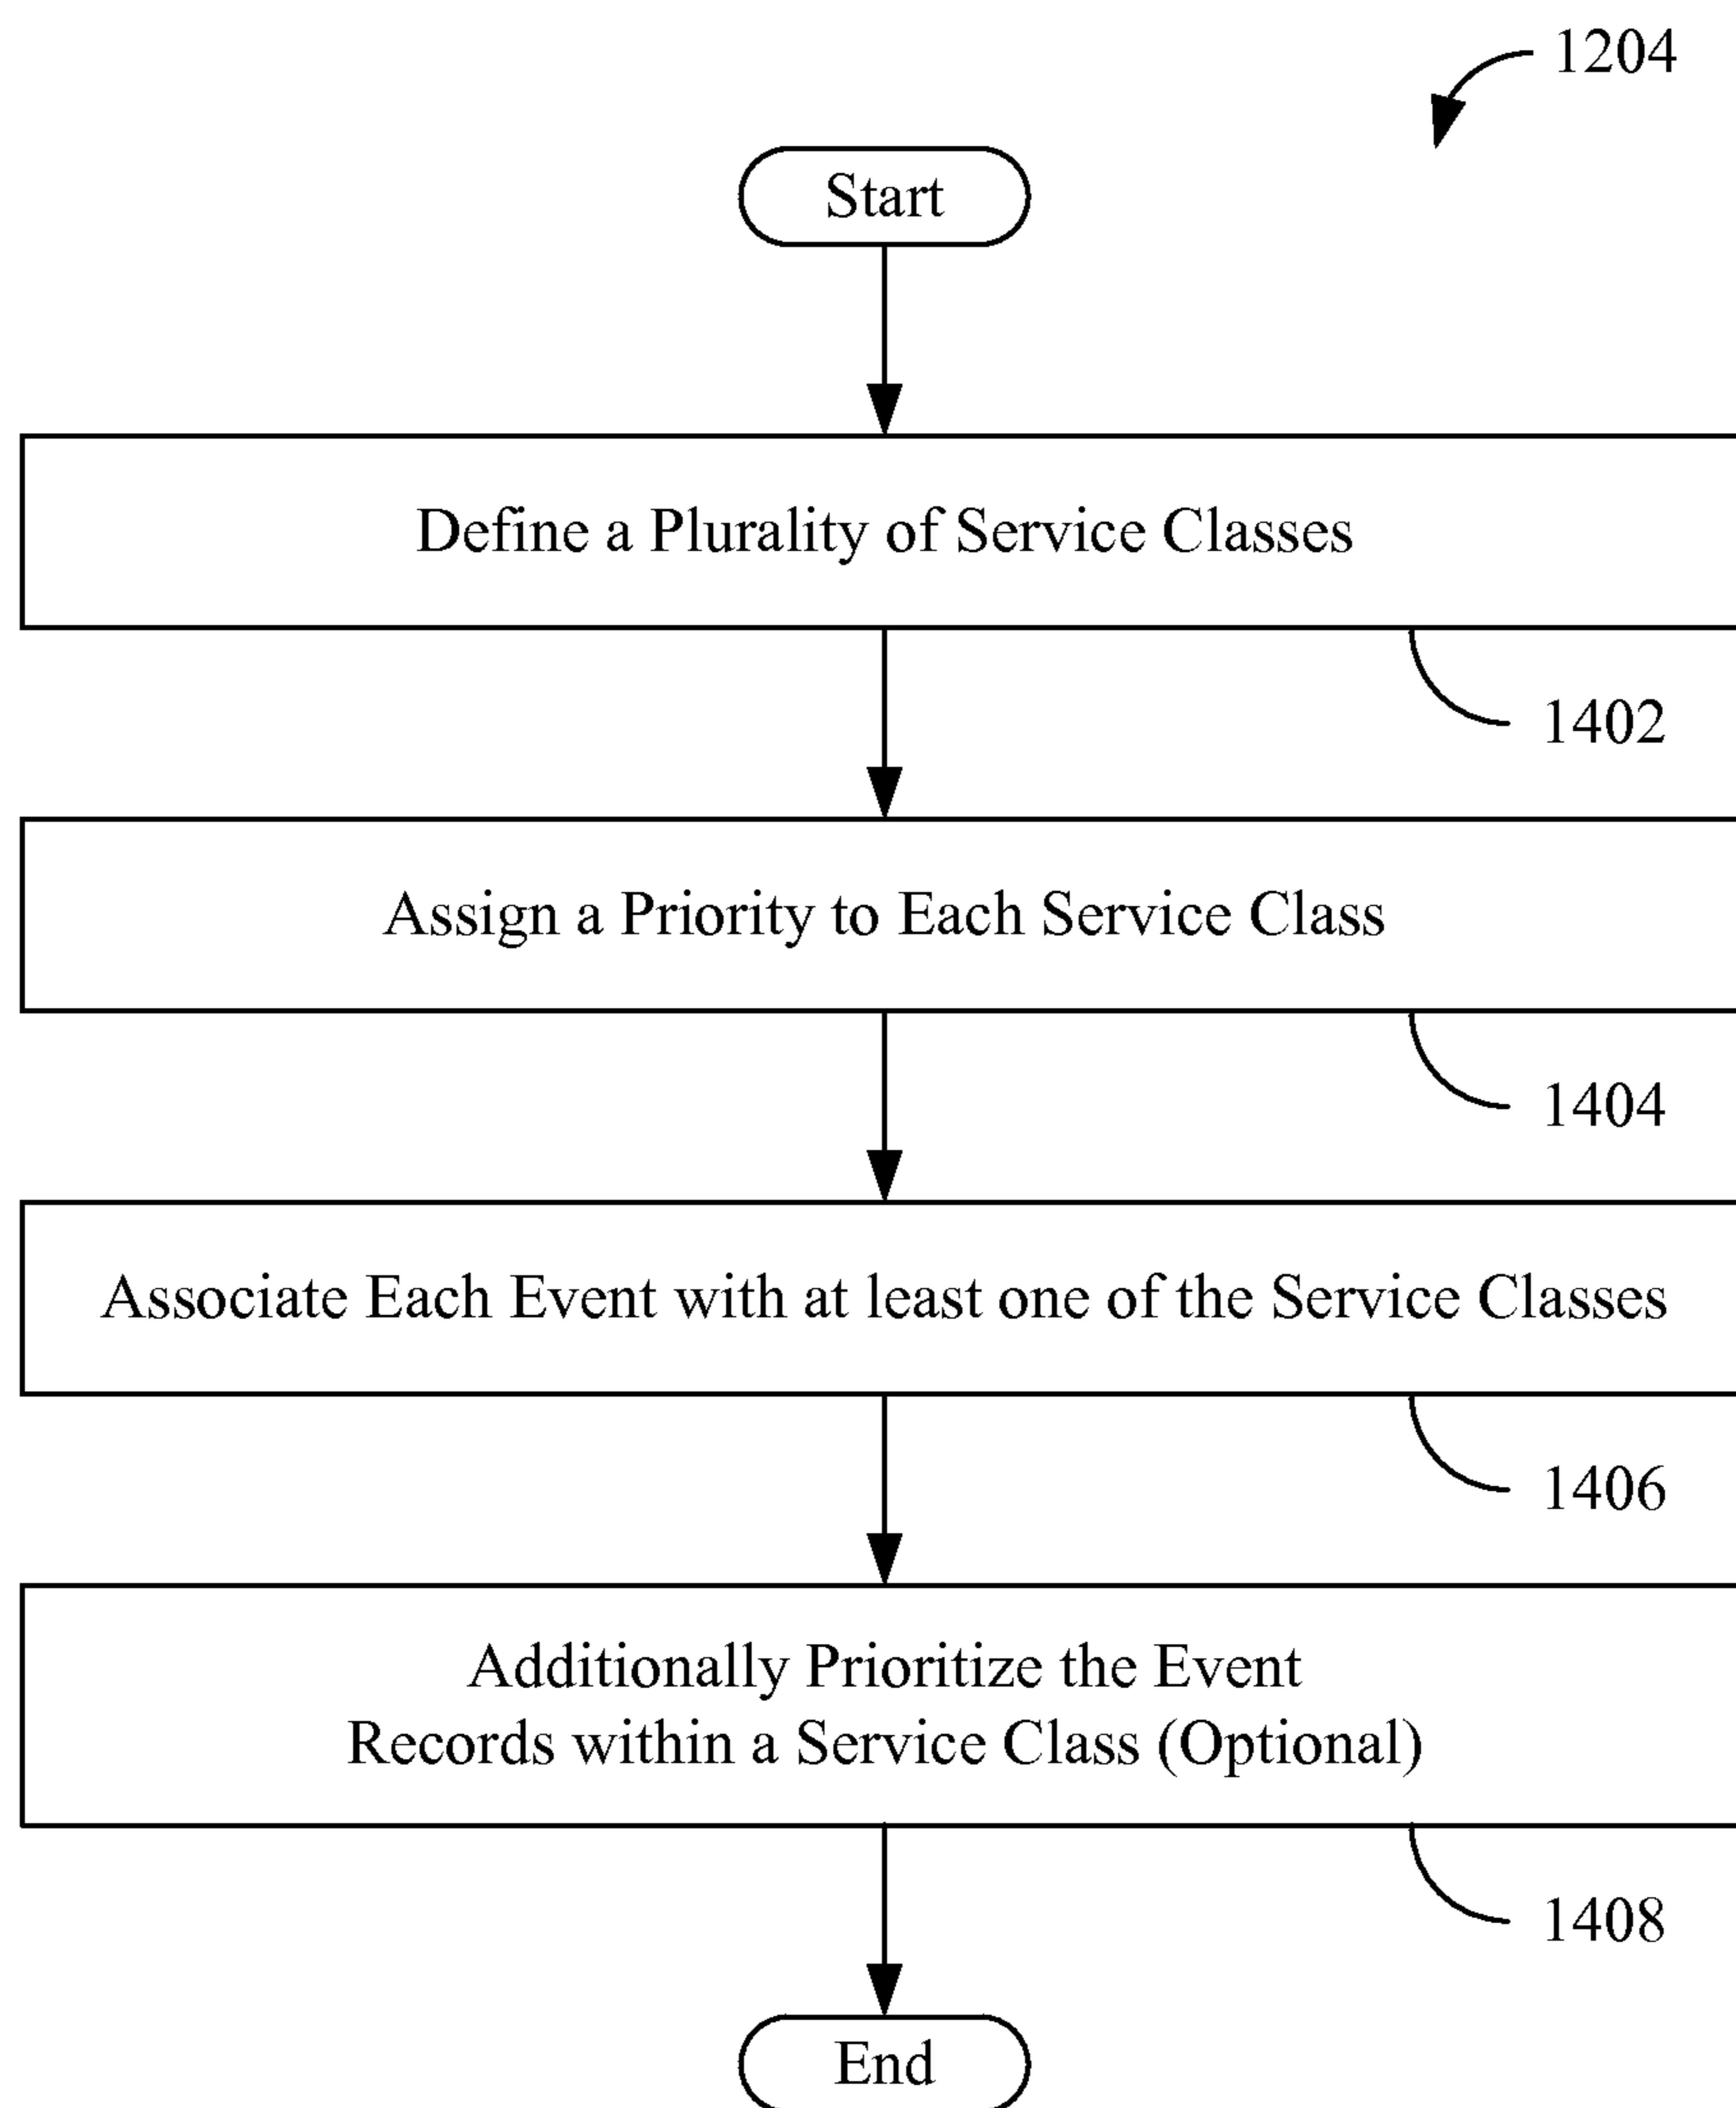 1204
Start
Define a Plurality of Service Classes
1402
Assign a Priority to Each Service Class
1404
Associate Each Event with at least one of the Service Classes
1406
Additionally Prioritize the Event
Records within a Service Class (Optional)
1408
End